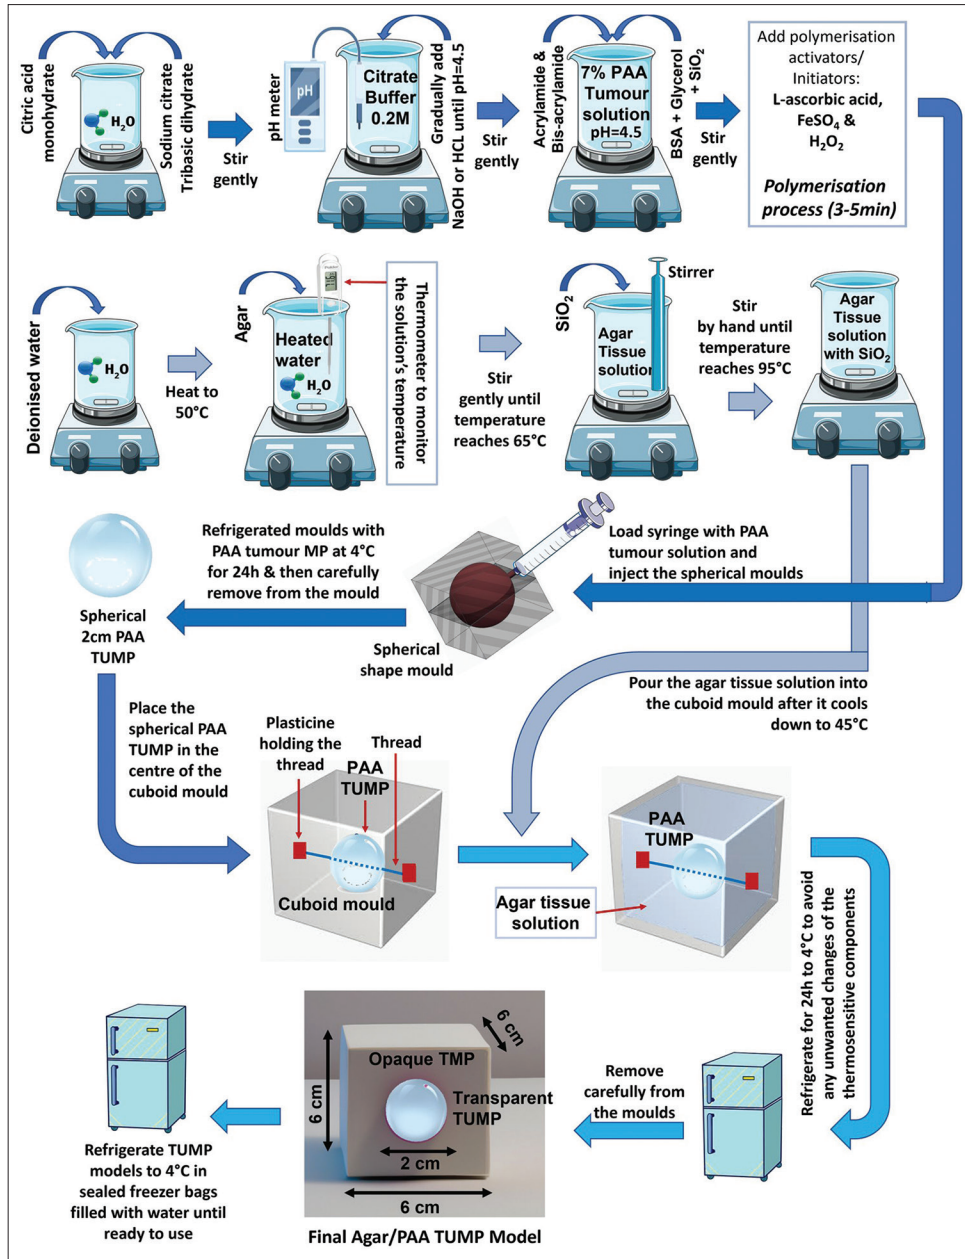 Citric acid
monohydrate
H₂O
Sodium citrate
Tribasic dihydrate
Stir
gently
pH meter
pH
Citrate
Buffer
0.2M
Gradually add
NaOH or HCL until pH=4.5
Stir
gently
Acrylamide &
Bis-acrylamide
7% PAA
Tumour
solution
pH=4.5
BSA + Glycerol
+ SiO₂
Stir
gently
Add polymerisation
activators/
Initiators:
L-ascorbic acid,
FeSO₄ &
H₂O₂
Polymerisation
process (3-5min)
Deionised water
H₂O
Heat to
50°C
Agar
Heated
water
H₂O
Thermometer to monitor
the solution's temperature
Stir
gently until
temperature
reaches 65°C
SiO₂
Stirrer
Agar
Tissue
solution
Stir
by hand until
temperature
reaches 95°C
Agar
Tissue
solution
with SiO₂
Refrigerated moulds with
PAA tumour MP at 4°C
for 24h & then carefully
remove from the mould
Load syringe with PAA
tumour solution and
inject the spherical moulds
Spherical
2cm PAA
TUMP
Spherical
shape mould
Pour the agar tissue solution into
the cuboid mould after it cools
down to 45°C
Place the
spherical PAA
TUMP in the
centre of the
cuboid mould
Plasticine
holding the
thread
PAA
TUMP
Thread
Cuboid mould
Agar tissue
solution
PAA
TUMP
Refrigerate for 24h to 4°C to avoid
any unwanted changes of the
thermosensitive components
Remove
carefully from
the moulds
6 cm
Opaque TMP
Transparent
TUMP
6 cm
2 cm
6 cm
Final Agar/PAA TUMP Model
Refrigerate TUMP
models to 4°C in
sealed freezer bags
filled with water until
ready to use